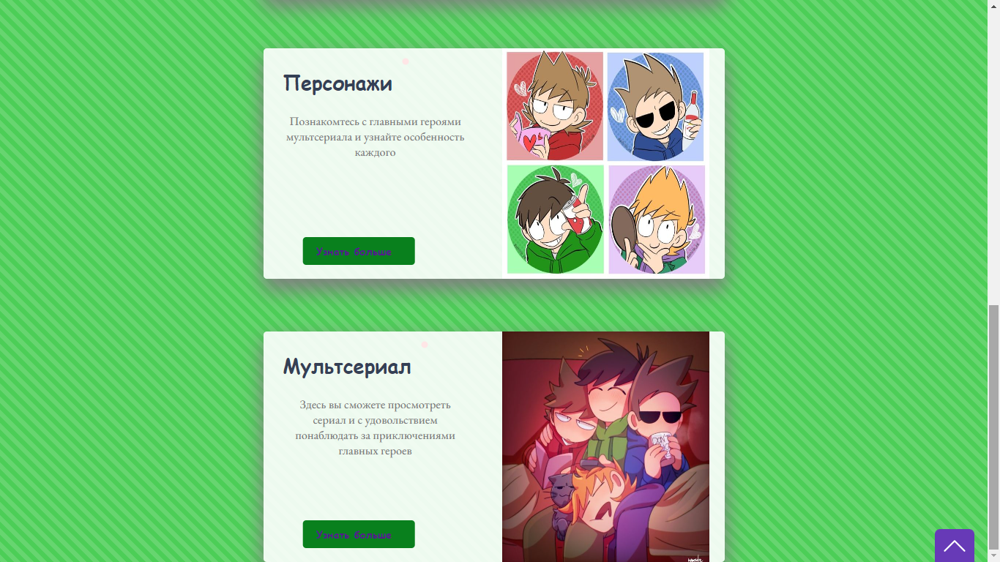 Персонажи
Познакомтесь с главными героями
мультсериала и узнайте особенность
каждого
Узнать больше
Мультсериал
Здесь вы сможете просмотреть
сериал и с удовольствием
понаблюдать за приключениями
главных героев
Узнать больше